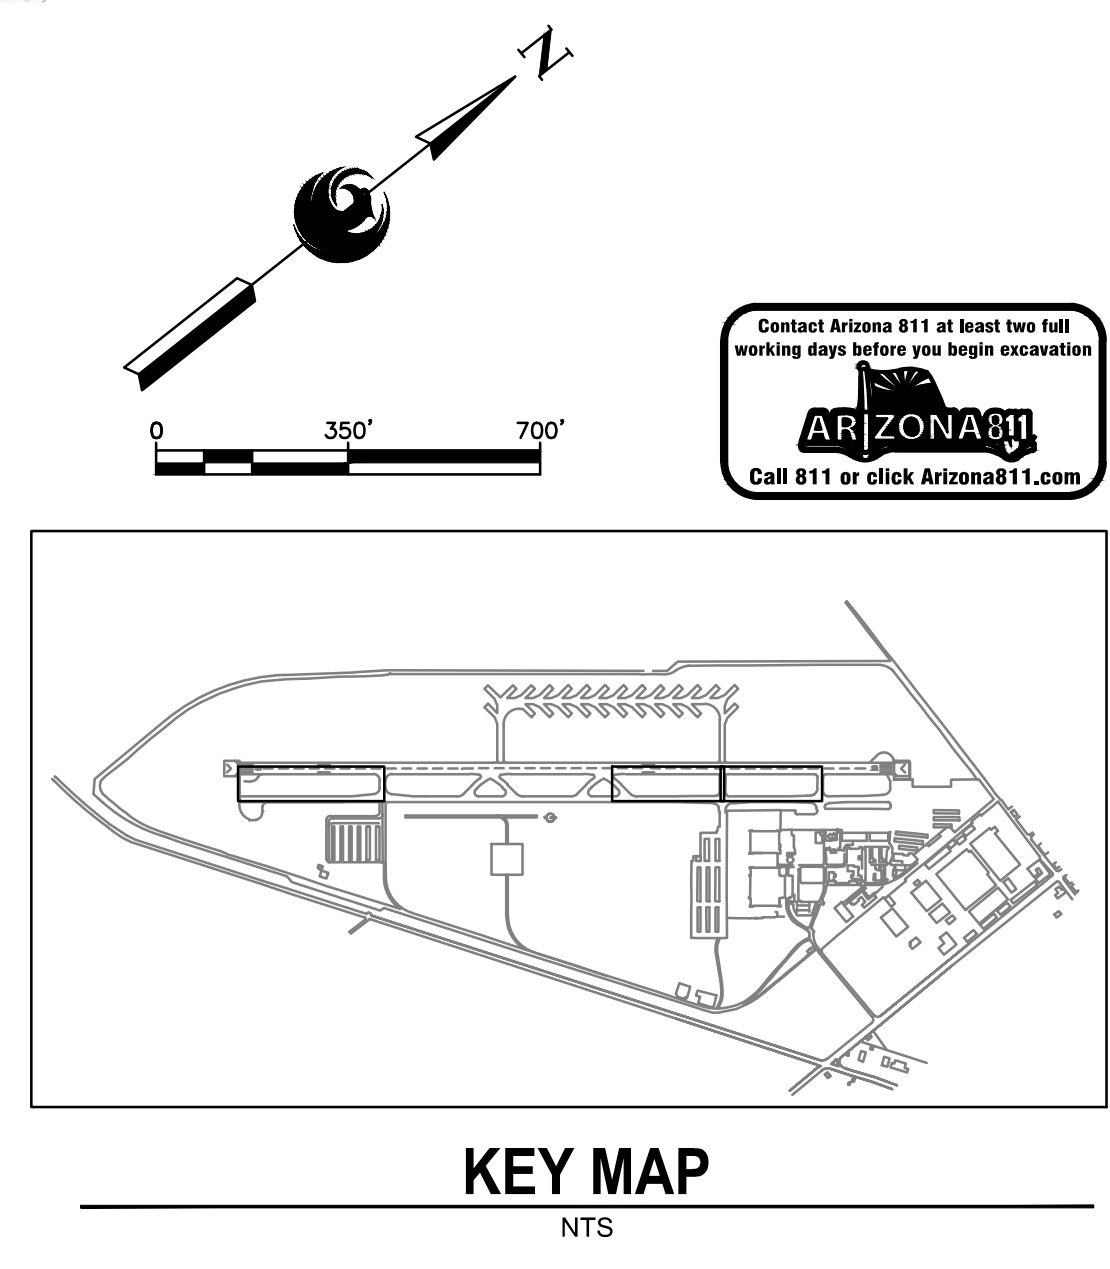 N
Contact Arizona 811 at least two full
working days before you begin excavation
ARIZONA811
Call 811 or click Arizona811.com
0 350' 700'
KEY MAP
NTS